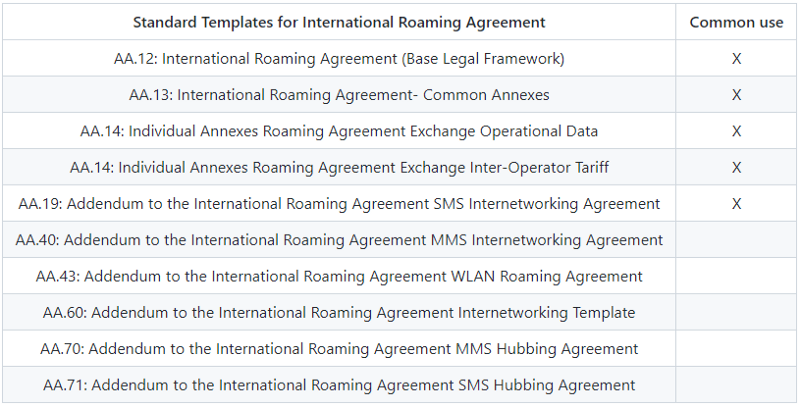 Standard Templates for International Roaming Agreement Common use
AA.12: International Roaming Agreement (Base Legal Framework) X
AA.13: International Roaming Agreement- Common Annexes X
AA.14: Individual Annexes Roaming Agreement Exchange Operational Data X
AA.14: Individual Annexes Roaming Agreement Exchange Inter-Operator Tariff X
AA.19: Addendum to the International Roaming Agreement SMS Internetworking Agreement X
AA.40: Addendum to the International Roaming Agreement MMS Internetworking Agreement
AA.43: Addendum to the International Roaming Agreement WLAN Roaming Agreement
AA.60: Addendum to the International Roaming Agreement Internetworking Template
AA.70: Addendum to the International Roaming Agreement MMS Hubbing Agreement
AA.71: Addendum to the International Roaming Agreement SMS Hubbing Agreement